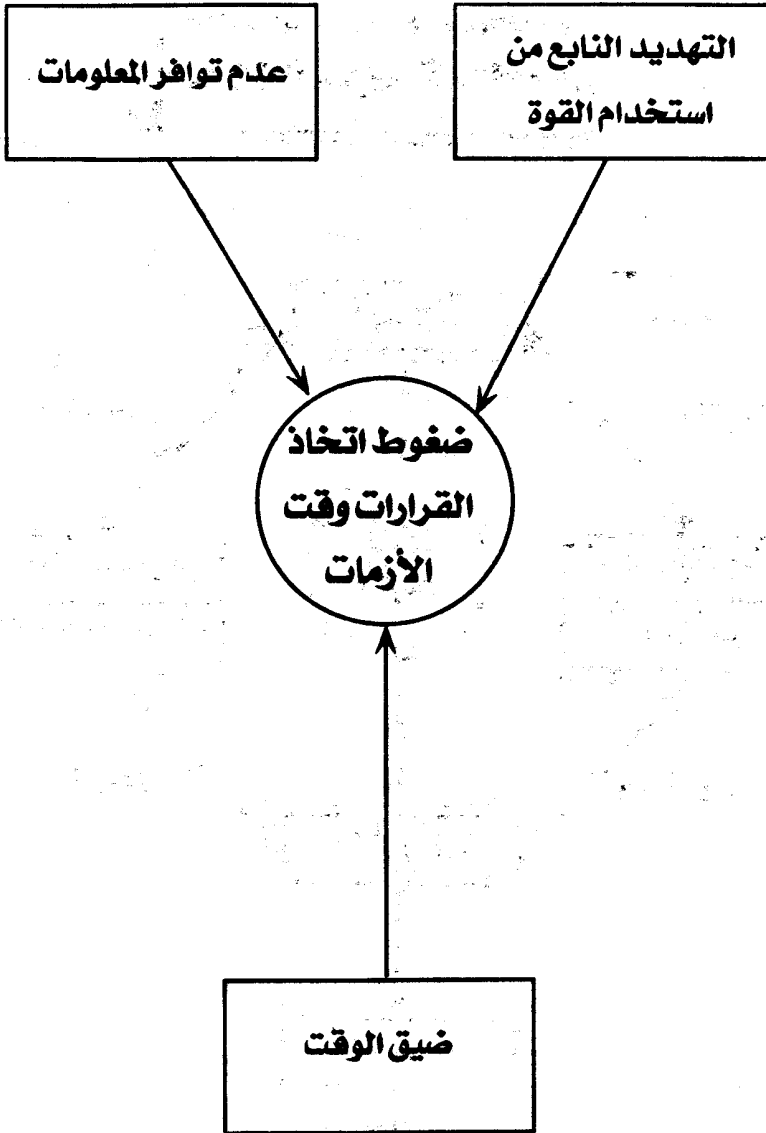 التهديد النابع من
استخدام القوة
عدم توافر المعلومات
ضغوط اتخاذ
القرارات وقت
الأزمات
ضيق الوقت